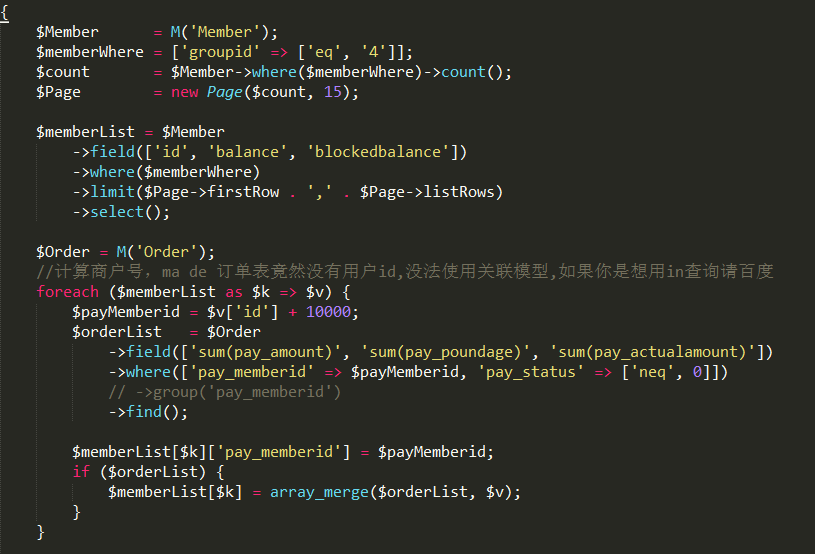 {
    $Member      = M('Member');
    $memberWhere = ['groupid' => ['eq', '4']];
    $count       = $Member->where($memberWhere)->count();
    $Page        = new Page($count, 15);

    $memberList = $Member
        ->field(['id', 'balance', 'blockedbalance'])
        ->where($memberWhere)
        ->limit($Page->firstRow . ',' . $Page->listRows)
        ->select();

    $Order = M('Order');
    //计算商户号，ma de 订单表竟然没有用户id,没法使用关联模型,如果你是想用in查询请百度
    foreach ($memberList as $k => $v) {
        $payMemberid = $v['id'] + 10000;
        $orderList   = $Order
            ->field(['sum(pay_amount)', 'sum(pay_poundage)', 'sum(pay_actualamount)'])
            ->where(['pay_memberid' => $payMemberid, 'pay_status' => ['neq', 0]])
            // ->group('pay_memberid')
            ->find();

        $memberList[$k]['pay_memberid'] = $payMemberid;
        if ($orderList) {
            $memberList[$k] = array_merge($orderList, $v);
        }
    }